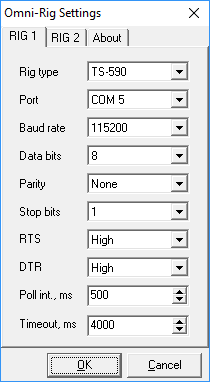 Omni-Rig Settings
RIG 1 RIG 2 About
Rig type TS-590
Port COM 5
Baud rate 115200
Data bits 8
Parity None
Stop bits 1
RTS High
DTR High
Poll int., ms 500
Timeout, ms 4000
OK Cancel